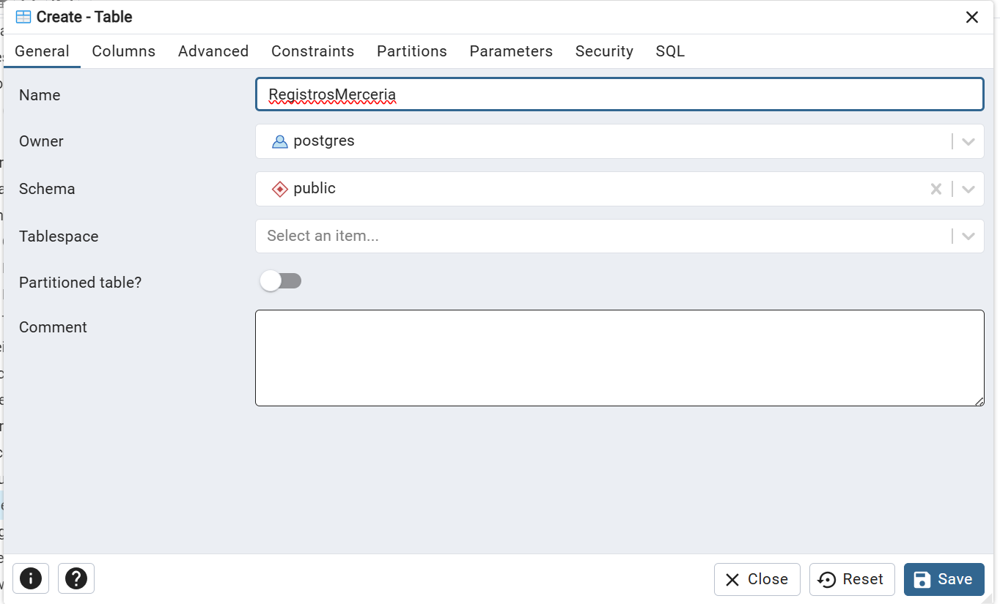 Create - Table
General Columns Advanced Constraints Partitions Parameters Security SQL
Name RegistrosMerceria
Owner postgres
Schema public
Tablespace Select an item...
Partitioned table?
Comment
Close Reset Save